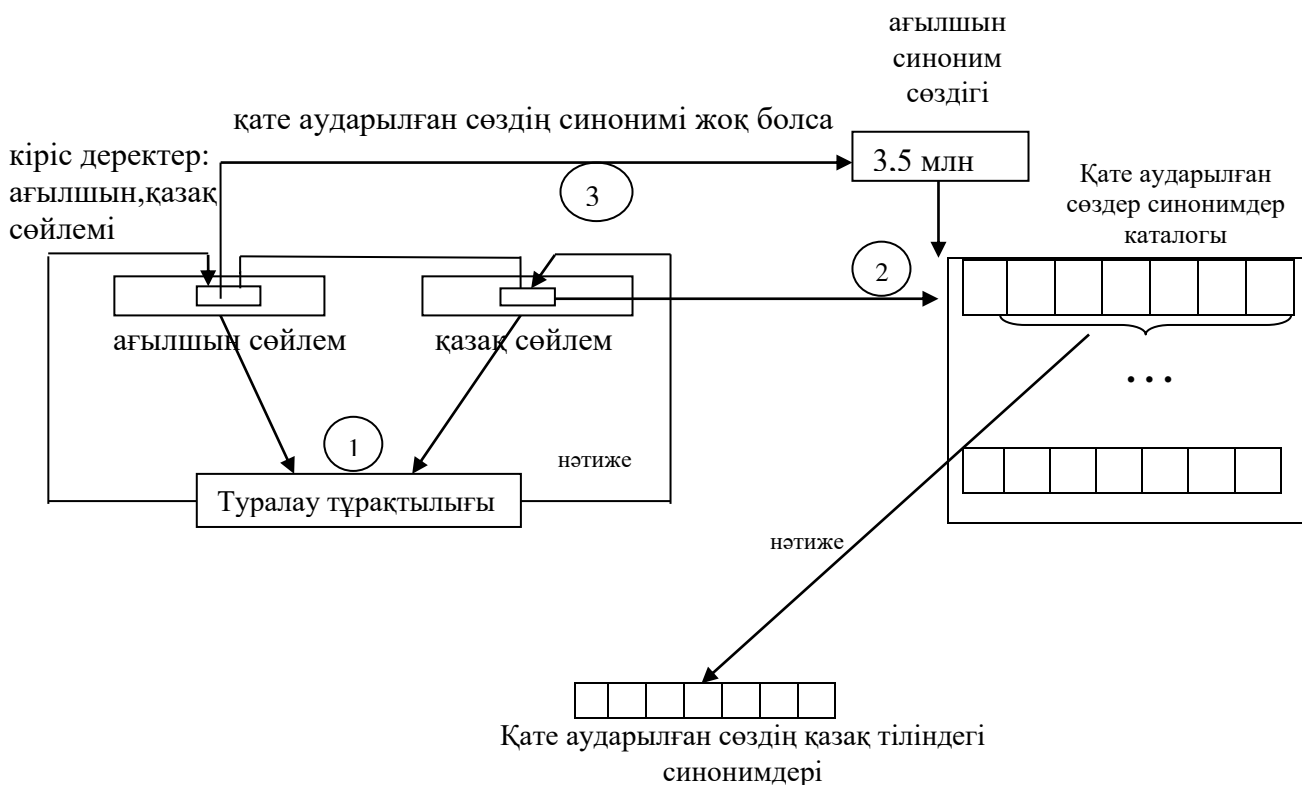 ағылшын
синоним
сөздігі
қате аударылған сөздің синонимі жоқ болса
кіріс деректер:
ағылшын,қазақ
сөйлемі
3.5 млн
3
Қате аударылған
сөздер синонимдер
каталогы
2
ағылшын сөйлем
қазақ сөйлем
...
1
нәтиже
Туралау тұрақтылығы
нәтиже
Қате аударылған сөздің қазақ тіліндегі
синонимдері